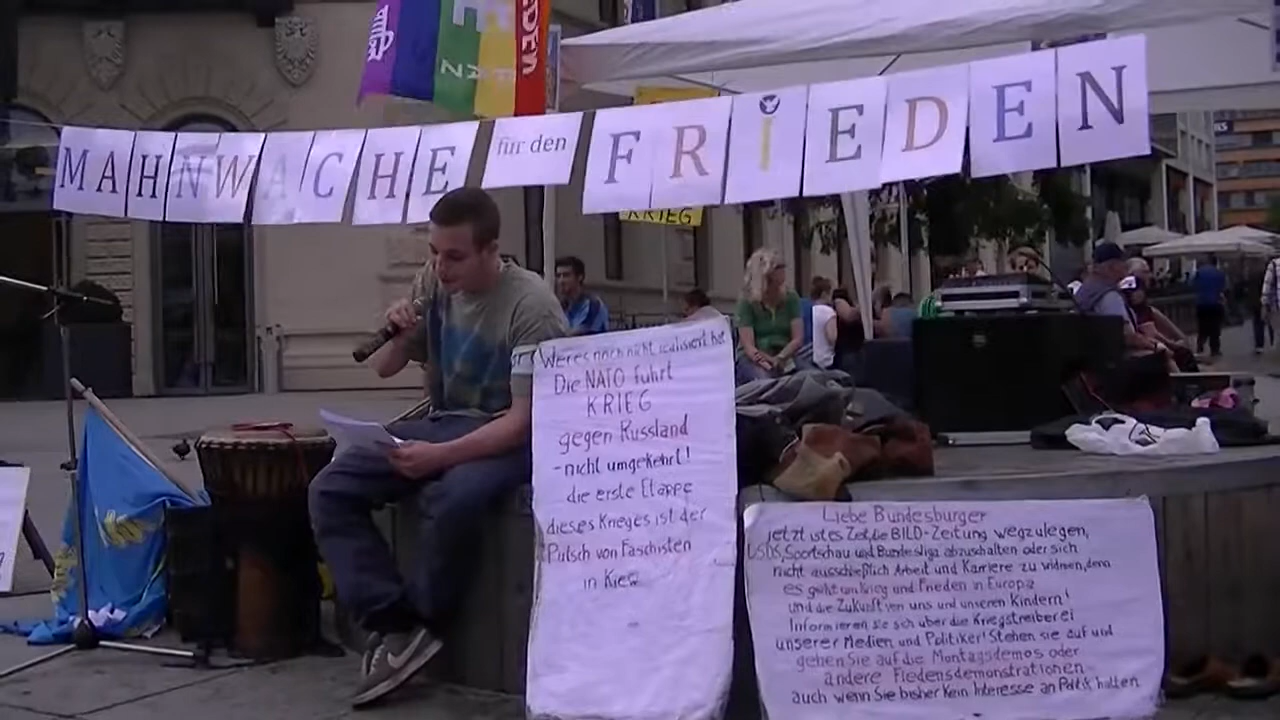 FRIEDEN
MAHNWACHE für den FRIEDEN
KRIEG
Wer es noch nicht realisiert hat
Die NATO führt
KRIEG
gegen Russland
- nicht umgekehrt!
die erste Etappe
dieses Krieges ist der
Putsch von Faschisten
in Kiew
Liebe Bundesburger
jetzt ist es Zeit, die BILD-Zeitung wegzulegen,
DSDS, Sportschau und Bundesliga abzuschalten oder sich
nicht ausschließlich Arbeit und Karriere zu widmen, denn
es geht um Krieg und Frieden in Europa
und die Zukunft von uns und unseren Kindern!
Informieren sie sich über die Kriegstreiberei
unserer Medien und Politiker! Stehen sie auf und
gehen Sie auf die Montagsdemos oder
andere Fiedensdemonstrationen
auch wenn Sie bisher kein Interesse an Politik hatten